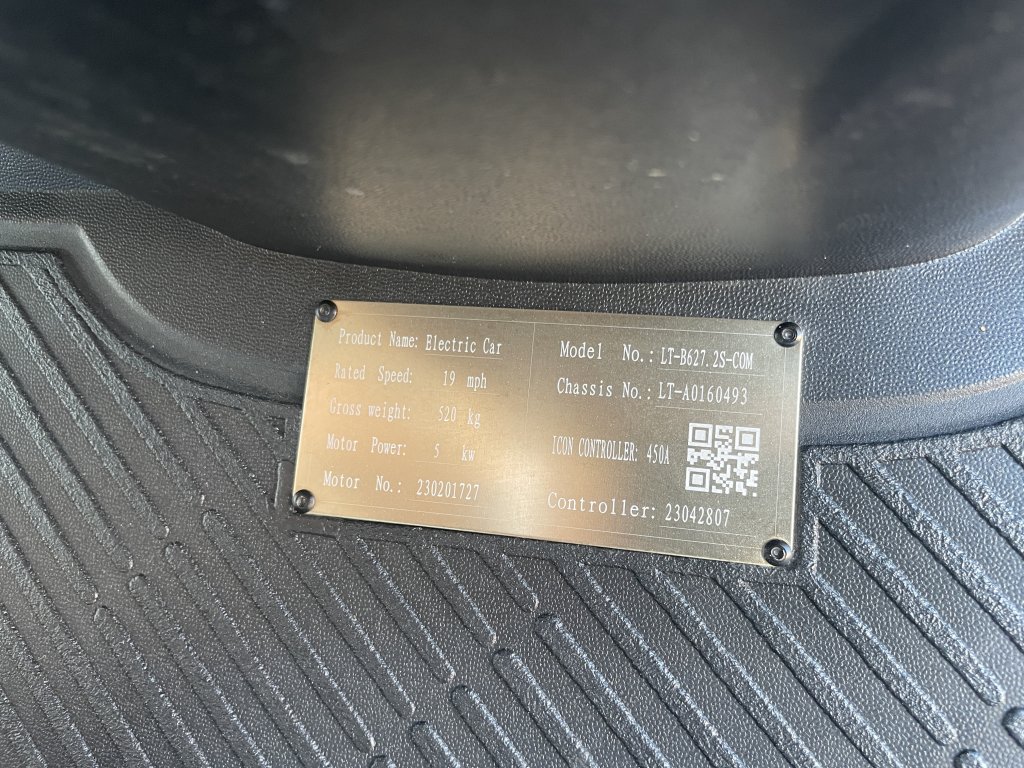 Product Name: Electric Car
Rated Speed: 19 mph
Gross weight: 520 kg
Motor Power: 5 kw
Motor No.: 230201727
Model No.: LT-B627.2S-COM
Chassis No.: LT-A0160493
ICON CONTROLLER: 450A
Controller: 23042807